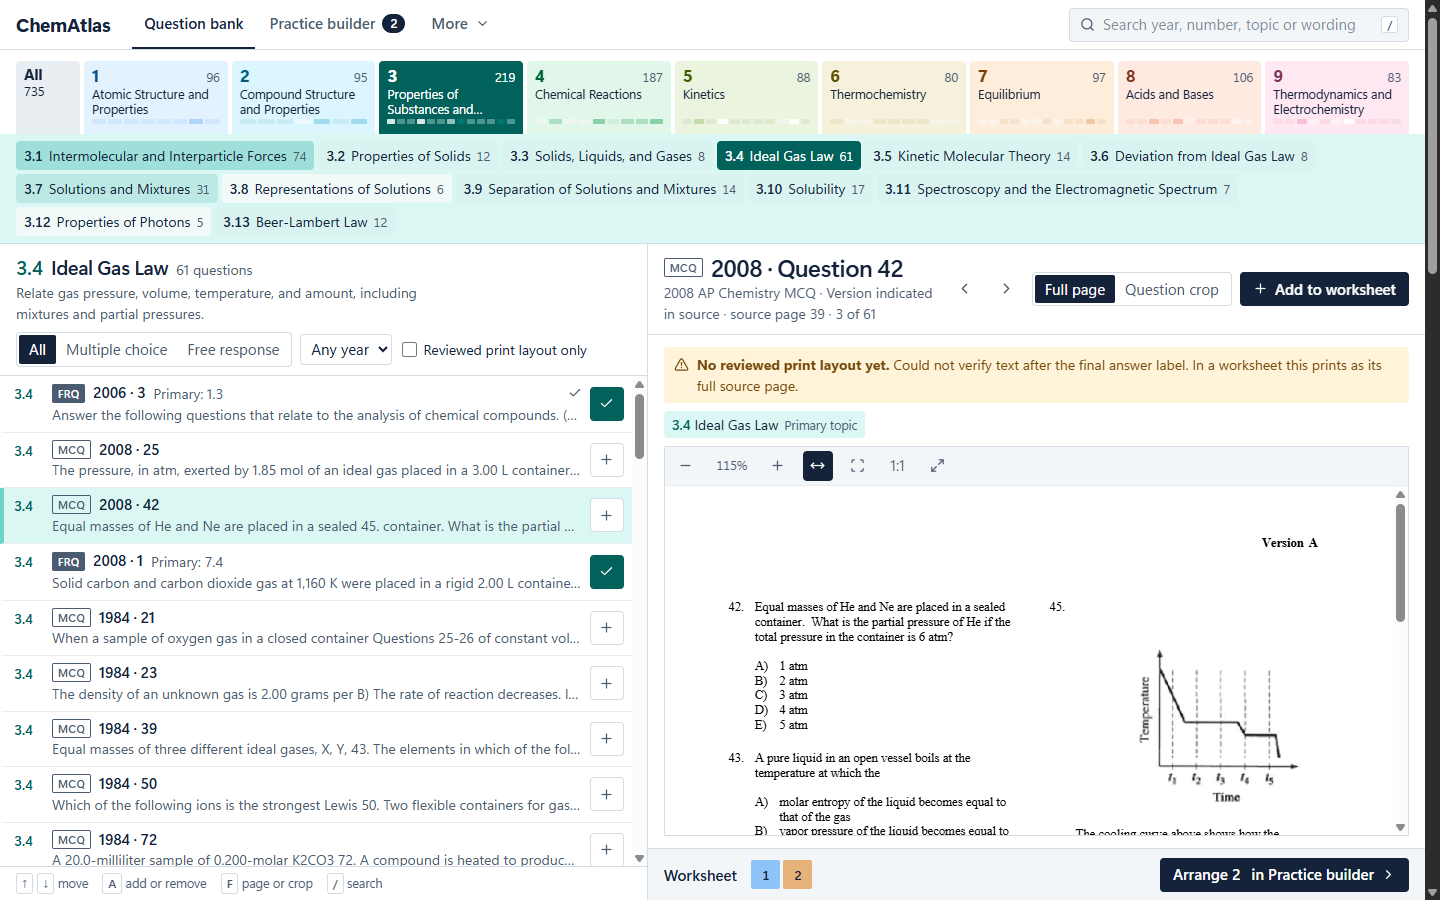 ChemAtlas
Question bank
Practice builder 2
More
Search year, number, topic or wording /
All
735
1 96
Atomic Structure and
Properties
2 95
Compound Structure
and Properties
3 219
Properties of
Substances and...
4 187
Chemical Reactions
5 88
Kinetics
6 80
Thermochemistry
7 97
Equilibrium
8 106
Acids and Bases
9 83
Thermodynamics and
Electrochemistry
3.1 Intermolecular and Interparticle Forces 74
3.2 Properties of Solids 12
3.3 Solids, Liquids, and Gases 8
3.4 Ideal Gas Law 61
3.5 Kinetic Molecular Theory 14
3.6 Deviation from Ideal Gas Law 8
3.7 Solutions and Mixtures 31
3.8 Representations of Solutions 6
3.9 Separation of Solutions and Mixtures 14
3.10 Solubility 17
3.11 Spectroscopy and the Electromagnetic Spectrum 7
3.12 Properties of Photons 5
3.13 Beer-Lambert Law 12
3.4 Ideal Gas Law 61 questions
Relate gas pressure, volume, temperature, and amount, including
mixtures and partial pressures.
All
Multiple choice
Free response
Any year
Reviewed print layout only
3.4 FRQ 2006 · 3 Primary: 1.3
Answer the following questions that relate to the analysis of chemical compounds. (...
3.4 MCQ 2008 · 25
The pressure, in atm, exerted by 1.85 mol of an ideal gas placed in a 3.00 L container...
3.4 MCQ 2008 · 42
Equal masses of He and Ne are placed in a sealed 45. container. What is the partial ...
3.4 FRQ 2008 · 1 Primary: 7.4
Solid carbon and carbon dioxide gas at 1,160 K were placed in a rigid 2.00 L containe...
3.4 MCQ 1984 · 21
When a sample of oxygen gas in a closed container Questions 25-26 of constant vol...
3.4 MCQ 1984 · 23
The density of an unknown gas is 2.00 grams per B) The rate of reaction decreases. I...
3.4 MCQ 1984 · 39
Equal masses of three different ideal gases, X, Y, 43. The elements in which of the fol...
3.4 MCQ 1984 · 50
Which of the following ions is the strongest Lewis 50. Two flexible containers for gas...
3.4 MCQ 1984 · 72
A 20.0-milliliter sample of 0.200-molar K2CO3 72. A compound is heated to produc...
↑ ↓ move A add or remove F page or crop / search
MCQ 2008 · Question 42
2008 AP Chemistry MCQ · Version indicated
in source · source page 39 · 3 of 61
Full page
Question crop
+ Add to worksheet
No reviewed print layout yet. Could not verify text after the final answer label. In a worksheet this prints as its
full source page.
3.4 Ideal Gas Law Primary topic
115%
1:1
Version A
42. Equal masses of He and Ne are placed in a sealed
container. What is the partial pressure of He if the
total pressure in the container is 6 atm?
A) 1 atm
B) 2 atm
C) 3 atm
D) 4 atm
E) 5 atm
43. A pure liquid in an open vessel boils at the
temperature at which the
A) molar entropy of the liquid becomes equal to
that of the gas
B) vapor pressure of the liquid becomes equal to
45.
Temperature
t1 t2 t3 t4 t5
Time
The cooling curve above shows how the
Worksheet 1 2
Arrange 2 in Practice builder